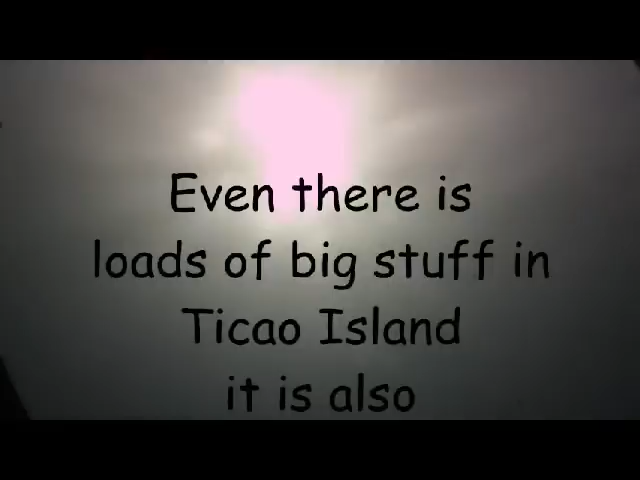 Even there is
loads of big stuff in
Ticao Island
it is also